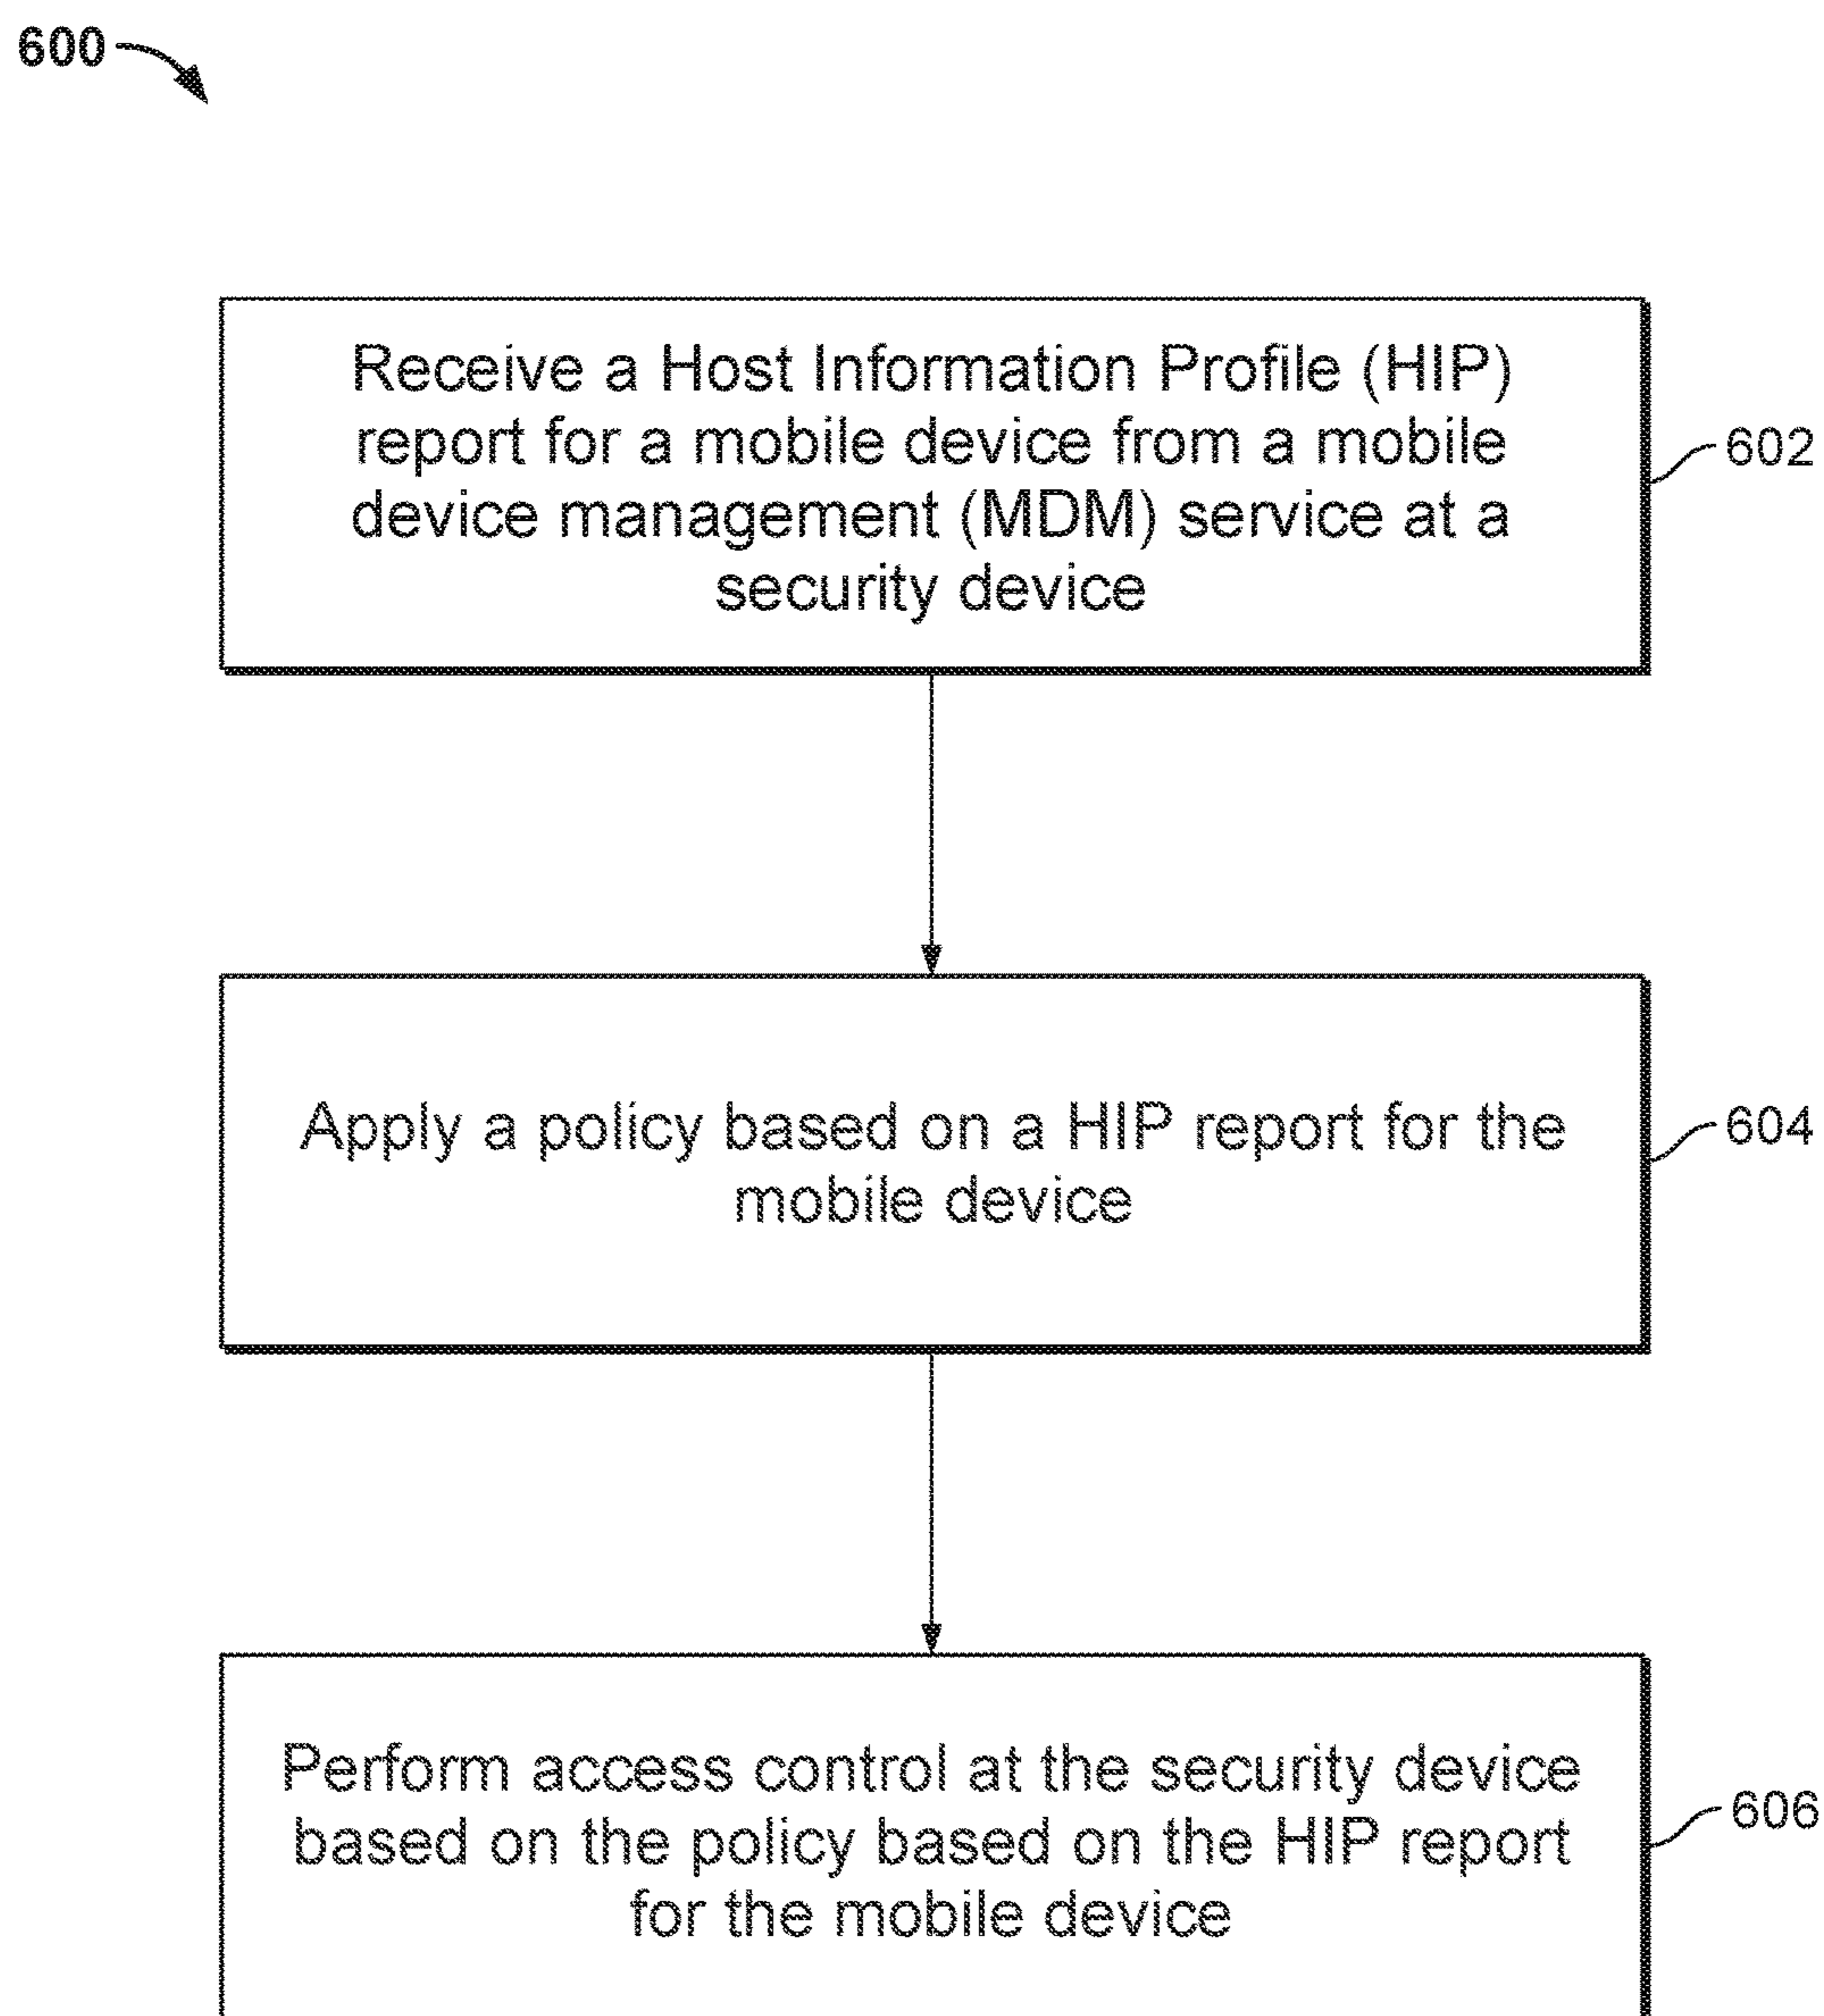 600
Receive a Host Information Profile (HIP)
report for a mobile device from a mobile
device management (MDM) service at a
security device
602
Apply a policy based on a HIP report for the
mobile device
604
Perform access control at the security device
based on the policy based on the HIP report
for the mobile device
606